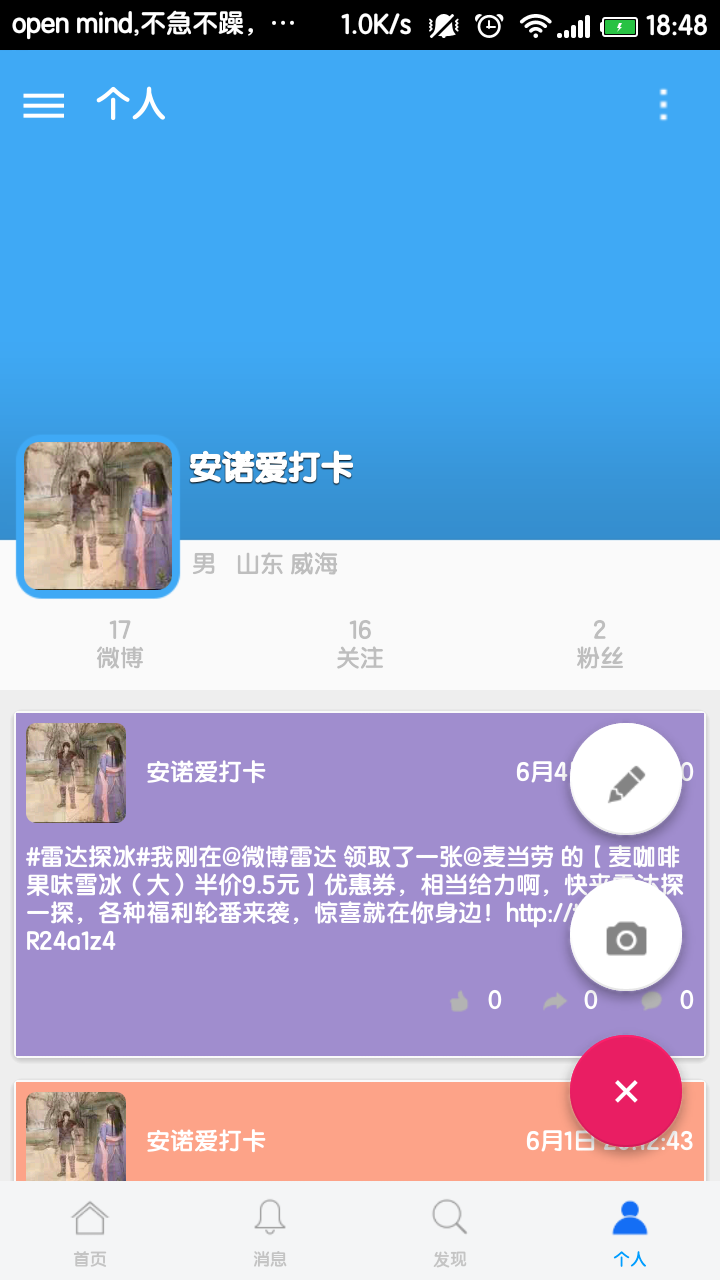 open mind,不急不躁，… 1.0K/s 18:48
个人
安诺爱打卡
男 山东 威海
17 16 2
微博 关注 粉丝
安诺爱打卡 6月4 0
#雷达探冰#我刚在@微博雷达 领取了一张@麦当劳 的【麦咖啡
果味雪冰（大）半价9.5元】优惠券，相当给力啊，快来雷达探
一探，各种福利轮番来袭，惊喜就在你身边！http://
R24a1z4
0 0 0
安诺爱打卡 6月1日 2:43
首页 消息 发现 个人